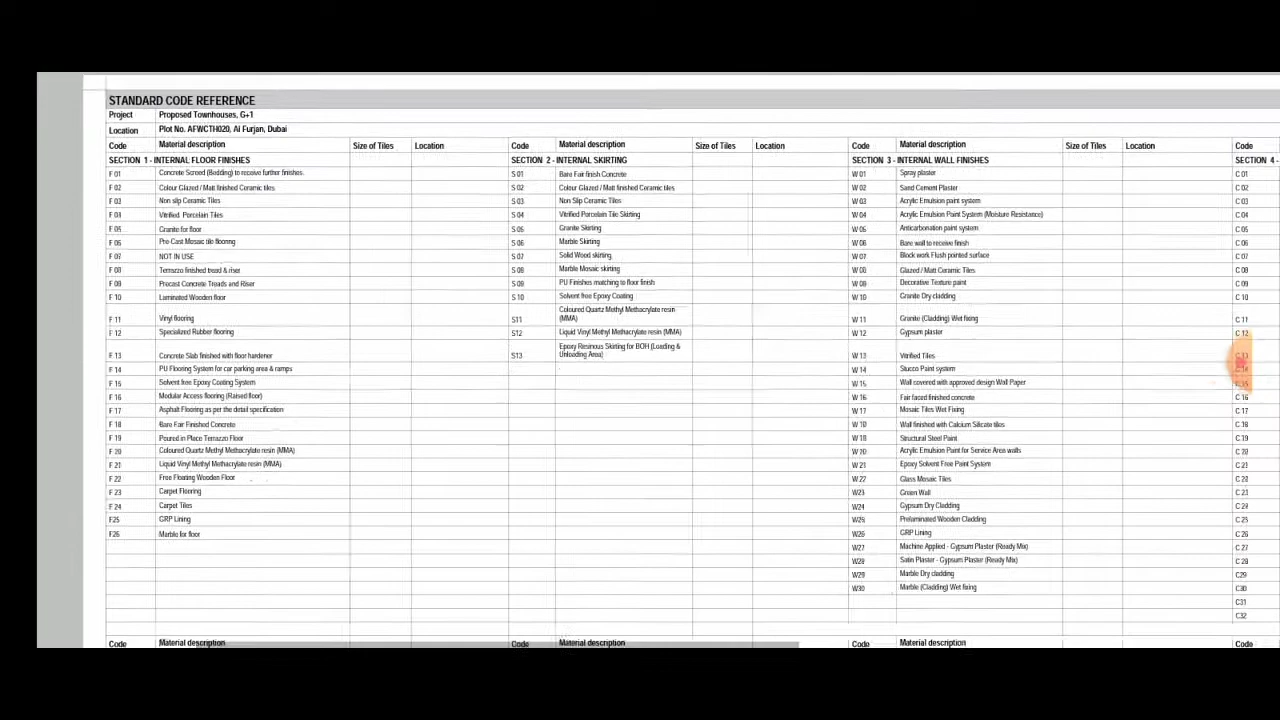 STANDARD CODE REFERENCE
Project Proposed Townhouses, G+1
Location Plot No. AFWCTH020, Al Furjan, Dubai
Code Material description Size of Tiles Location Code Material description Size of Tiles Location Code Material description Size of Tiles Location Code
SECTION 1 - INTERNAL FLOOR FINISHES SECTION 2 - INTERNAL SKIRTING SECTION 3 - INTERNAL WALL FINISHES SECTION 4 -
F 01 Concrete Screed (Bedding) to receive further finishes. S 01 Bare Fair finish Concrete W 01 Spray plaster C 01
F 02 Colour Glazed / Matt finished Ceramic tiles S 02 Colour Glazed / Matt finished Ceramic tiles W 02 Sand Cement Plaster C 02
F 03 Non slip Ceramic Tiles S 03 Non Slip Ceramic Tiles W 03 Acrylic Emulsion paint system C 03
F 04 Vitrified Porcelain Tiles S 04 Vitrified Porcelain Tile Skirting W 04 Acrylic Emulsion Paint System (Moisture Resistance) C 04
F 05 Granite for floor S 05 Granite Skirting W 05 Anticarbonation paint system C 05
F 06 Pre-Cast Mosaic tile flooring S 06 Marble Skirting W 06 Bare wall to receive finish C 06
F 07 NOT IN USE S 07 Solid Wood skirting W 07 Block work Flush pointed surface C 07
F 08 Terrazzo finished tread & riser S 08 Marble Mosaic skirting W 08 Glazed / Matt Ceramic Tiles C 08
F 09 Precast Concrete Treads and Riser S 09 PU Finishes matching to floor finish W 09 Decorative Texture paint C 09
F 10 Laminated Wooden floor S 10 Solvent free Epoxy Coating W 10 Granite Dry cladding C 10
F 11 Vinyl flooring S11 Coloured Quartz Methyl Methacrylate resin (MMA) W 11 Granite (Cladding) Wet fixing C 11
F 12 Specialized Rubber flooring S12 Liquid Vinyl Methyl Methacrylate resin (MMA) W 12 Gypsum plaster C 12
F 13 Concrete Slab finished with floor hardener S13 Epoxy Resinous Skirting for BOH (Loading & Unloading Area) W 13 Vitrified Tiles C 13
F 14 PU Flooring System for car parking area & ramps W 14 Stucco Paint system C 14
F 15 Solvent free Epoxy Coating System W 15 Wall covered with approved design Wall Paper C 15
F 16 Modular Access flooring (Raised floor) W 16 Fair faced finished concrete C 16
F 17 Asphalt Flooring as per the detail specification W 17 Mosaic Tiles Wet Fixing C 17
F 18 Bare Fair Finished Concrete W 18 Wall finished with Calcium Silicate tiles C 18
F 19 Poured in Place Terrazzo Floor W 19 Structural Steel Paint C 19
F 20 Coloured Quartz Methyl Methacrylate resin (MMA) W 20 Acrylic Emulsion Paint for Service Area walls C 20
F 21 Liquid Vinyl Methyl Methacrylate resin (MMA) W 21 Epoxy Solvent Free Paint System C 21
F 22 Free Floating Wooden Floor W 22 Glass Mosaic Tiles C 22
F 23 Carpet Flooring W23 Green Wall C 23
F 24 Carpet Tiles W24 Gypsum Dry Cladding C 24
F25 GRP Lining W25 Prelaminated Wooden Cladding C 25
F26 Marble for floor W26 GRP Lining C 26
W27 Machine Applied - Gypsum Plaster (Ready Mix) C 27
W28 Satin Plaster - Gypsum Plaster (Ready Mix) C 28
W29 Marble Dry cladding C29
W30 Marble (Cladding) Wet fixing C30
C31
C32
Code Material description Code Material description Code Material description Code